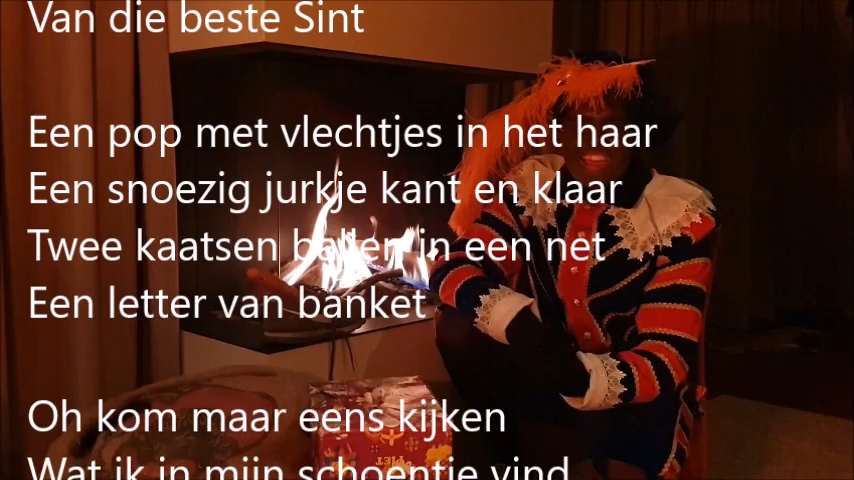 Van die beste Sint
Een pop met vlechtjes in het haar
Een snoezig jurkje kant en klaar
Twee kaatsen ballen in een net
Een letter van banket
Oh kom maar eens kijken
Wat ik in mijn schoentje vind